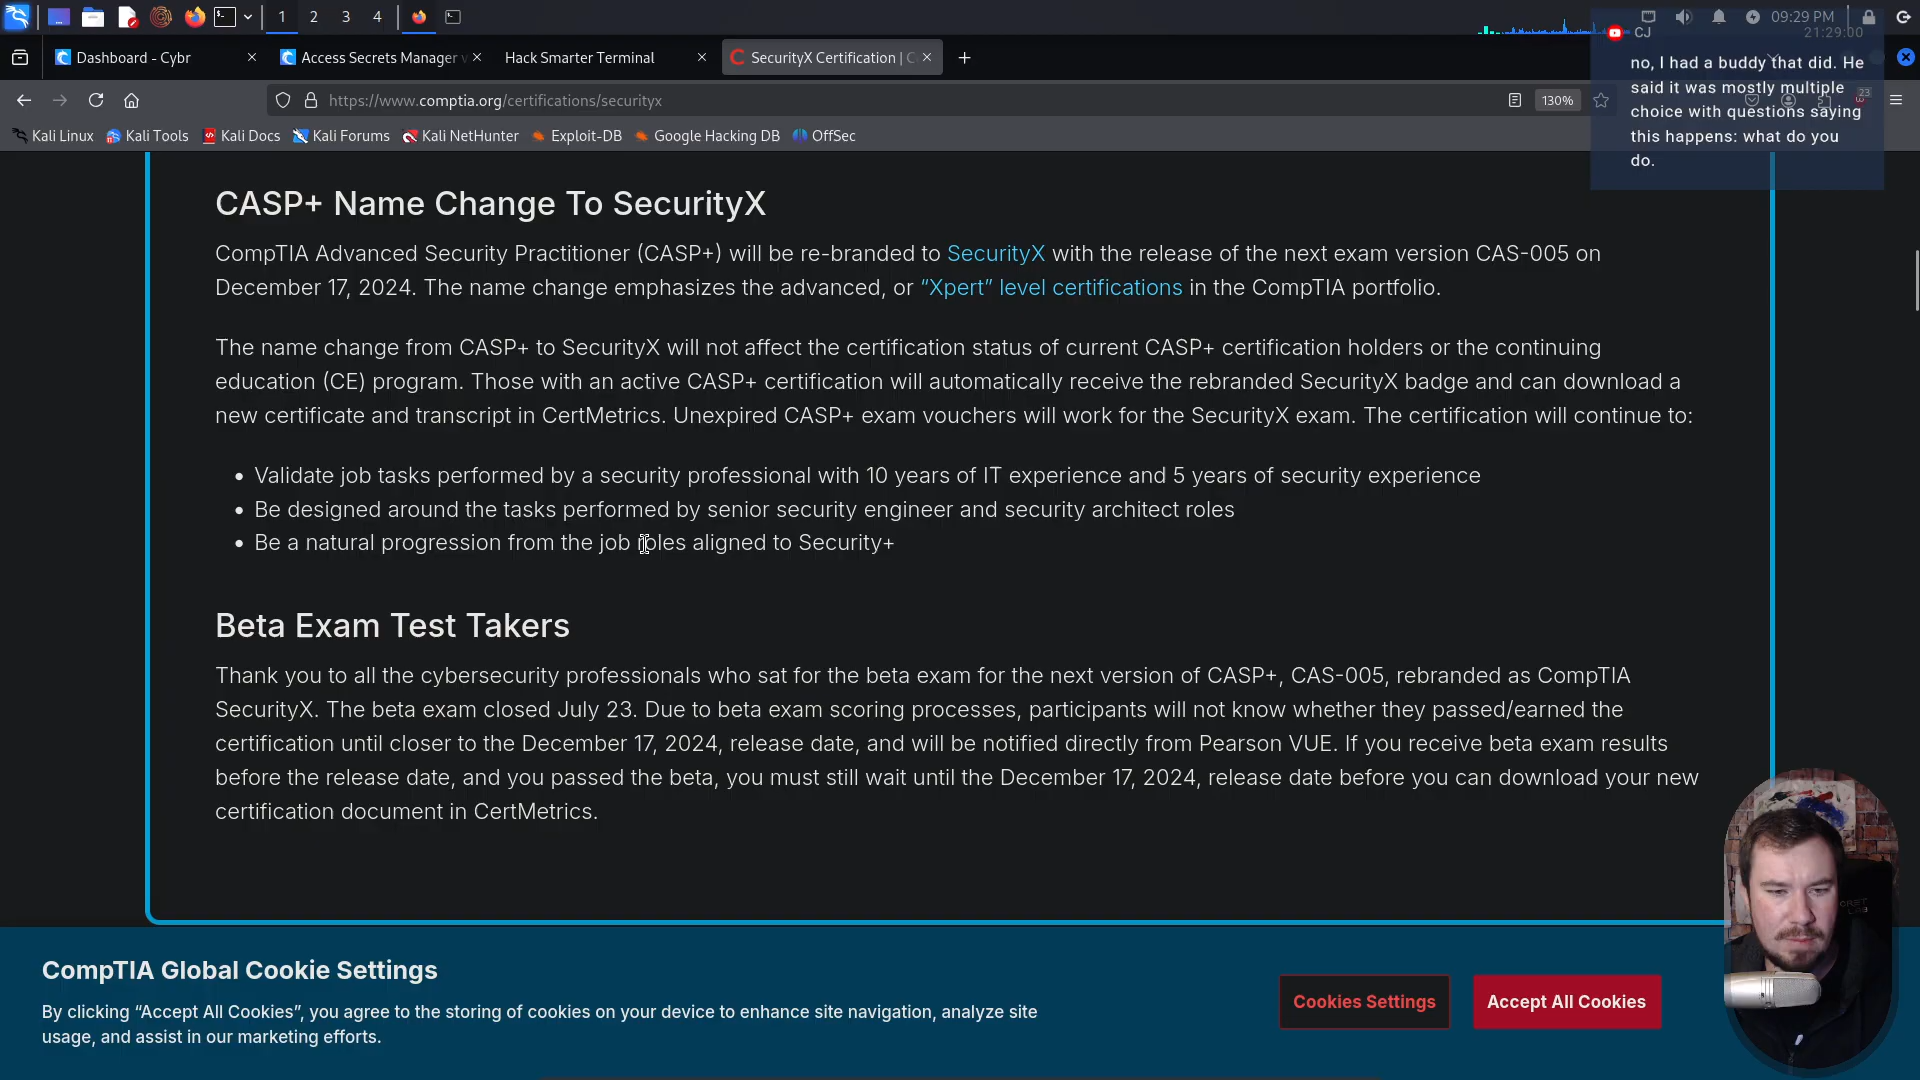 1
2
3
4
09:29 PM
CJ
21:29:00
Dashboard - Cybr
Access Secrets Manager
Hack Smarter Terminal
SecurityX Certification | C
no, I had a buddy that did. He
said it was mostly multiple
choice with questions saying
this happens: what do you
do.
https://www.comptia.org/certifications/securityx
130%
23
Kali Linux
Kali Tools
Kali Docs
Kali Forums
Kali NetHunter
Exploit-DB
Google Hacking DB
OffSec
CASP+ Name Change To SecurityX
CompTIA Advanced Security Practitioner (CASP+) will be re-branded to SecurityX with the release of the next exam version CAS-005 on
December 17, 2024. The name change emphasizes the advanced, or “Xpert” level certifications in the CompTIA portfolio.
The name change from CASP+ to SecurityX will not affect the certification status of current CASP+ certification holders or the continuing
education (CE) program. Those with an active CASP+ certification will automatically receive the rebranded SecurityX badge and can download a
new certificate and transcript in CertMetrics. Unexpired CASP+ exam vouchers will work for the SecurityX exam. The certification will continue to:
• Validate job tasks performed by a security professional with 10 years of IT experience and 5 years of security experience
• Be designed around the tasks performed by senior security engineer and security architect roles
• Be a natural progression from the job roles aligned to Security+
Beta Exam Test Takers
Thank you to all the cybersecurity professionals who sat for the beta exam for the next version of CASP+, CAS-005, rebranded as CompTIA
SecurityX. The beta exam closed July 23. Due to beta exam scoring processes, participants will not know whether they passed/earned the
certification until closer to the December 17, 2024, release date, and will be notified directly from Pearson VUE. If you receive beta exam results
before the release date, and you passed the beta, you must still wait until the December 17, 2024, release date before you can download your new
certification document in CertMetrics.
CompTIA Global Cookie Settings
By clicking “Accept All Cookies”, you agree to the storing of cookies on your device to enhance site navigation, analyze site
usage, and assist in our marketing efforts.
Cookies Settings
Accept All Cookies